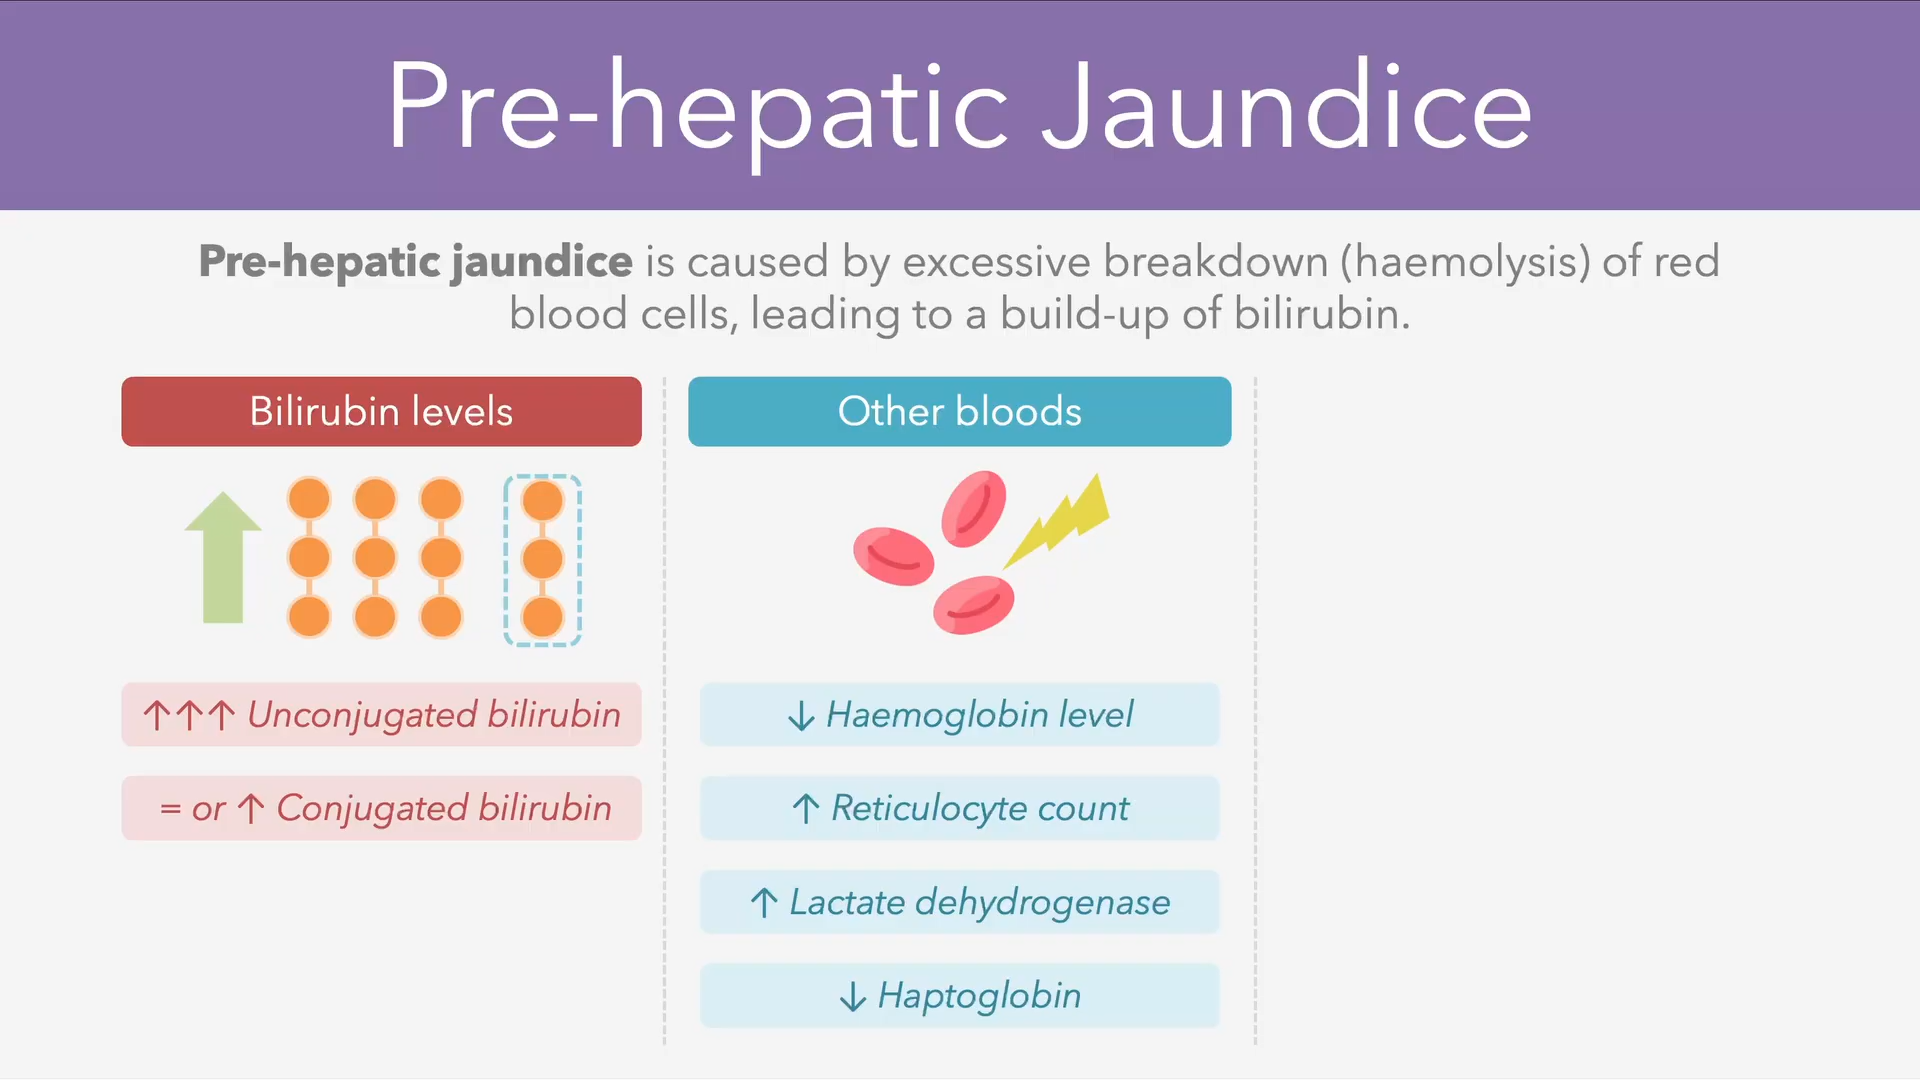 Pre-hepatic Jaundice
Pre-hepatic jaundice is caused by excessive breakdown (haemolysis) of red
blood cells, leading to a build-up of bilirubin.
Bilirubin levels
↑↑↑ Unconjugated bilirubin
= or ↑ Conjugated bilirubin
Other bloods
↓ Haemoglobin level
↑ Reticulocyte count
↑ Lactate dehydrogenase
↓ Haptoglobin